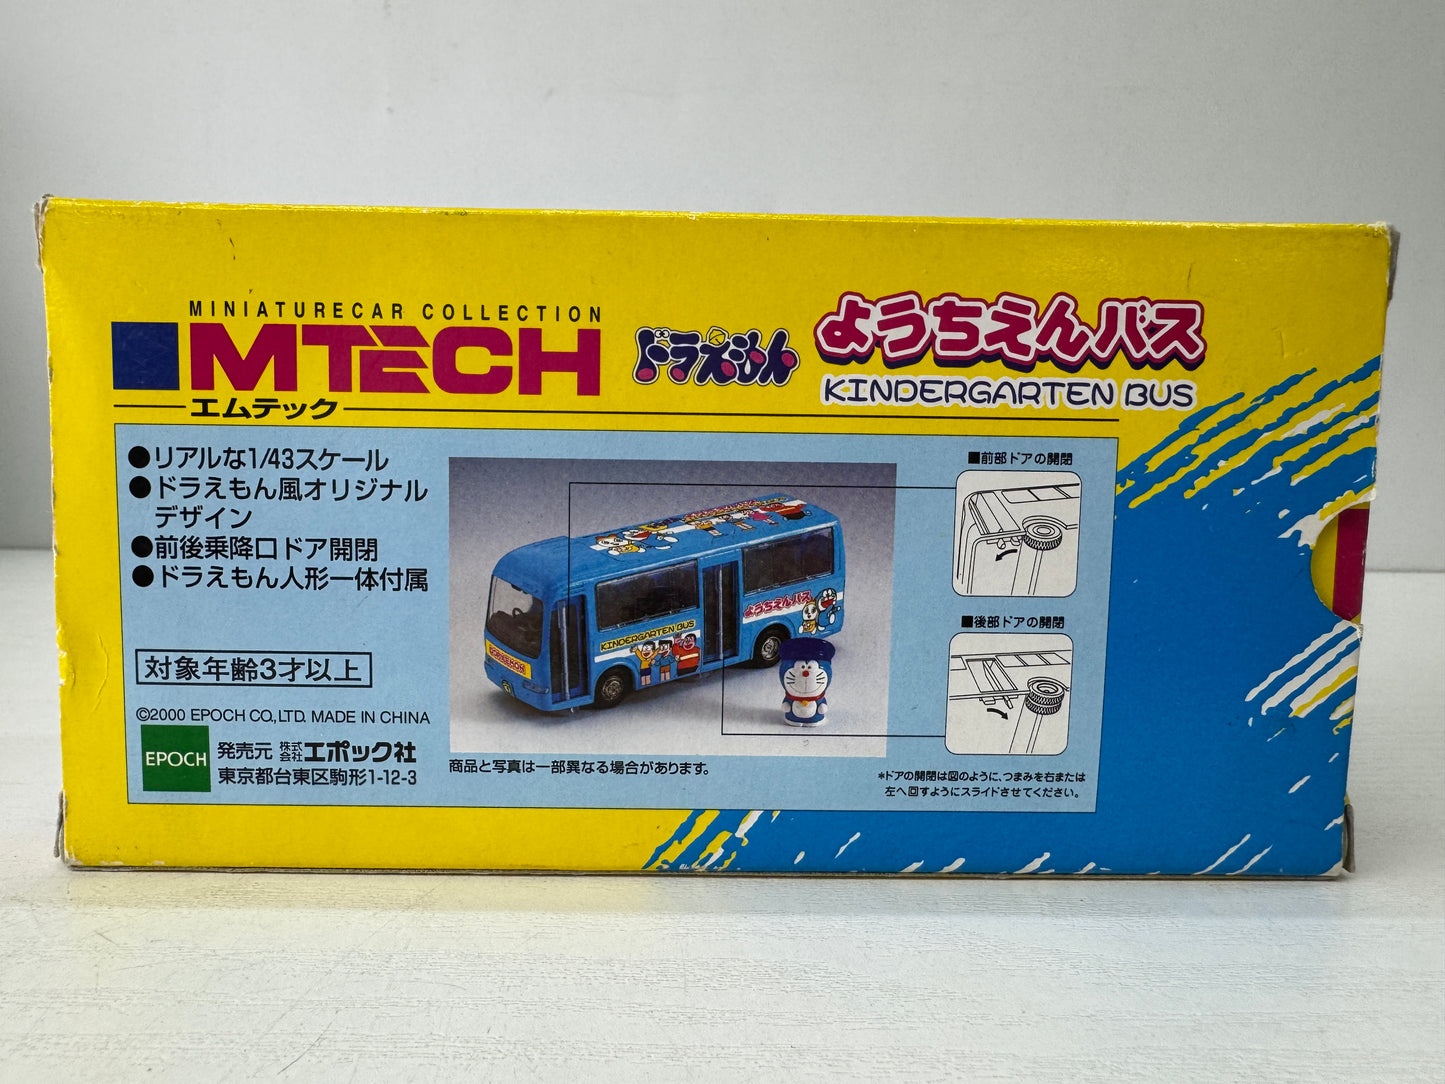 MINIATURECAR COLLECTION
MTECH
エムテック
ドラえもん
ようちえんバス
KINDERGARTEN BUS
●リアルな1/43スケール
●ドラえもん風オリジナル
デザイン
●前後乗降口ドア開閉
●ドラえもん人形一体付属
対象年齢3才以上
©2000 EPOCH CO.,LTD. MADE IN CHINA
EPOCH
発売元 株式会社エポック社
東京都台東区駒形1-12-3
KINDERGARTEN BUS
ようちえんバス
DORAEMON
商品と写真は一部異なる場合があります。
■前部ドアの開閉
■後部ドアの開閉
*ドアの開閉は図のように、つまみを右または
左へ回すようにスライドさせてください。